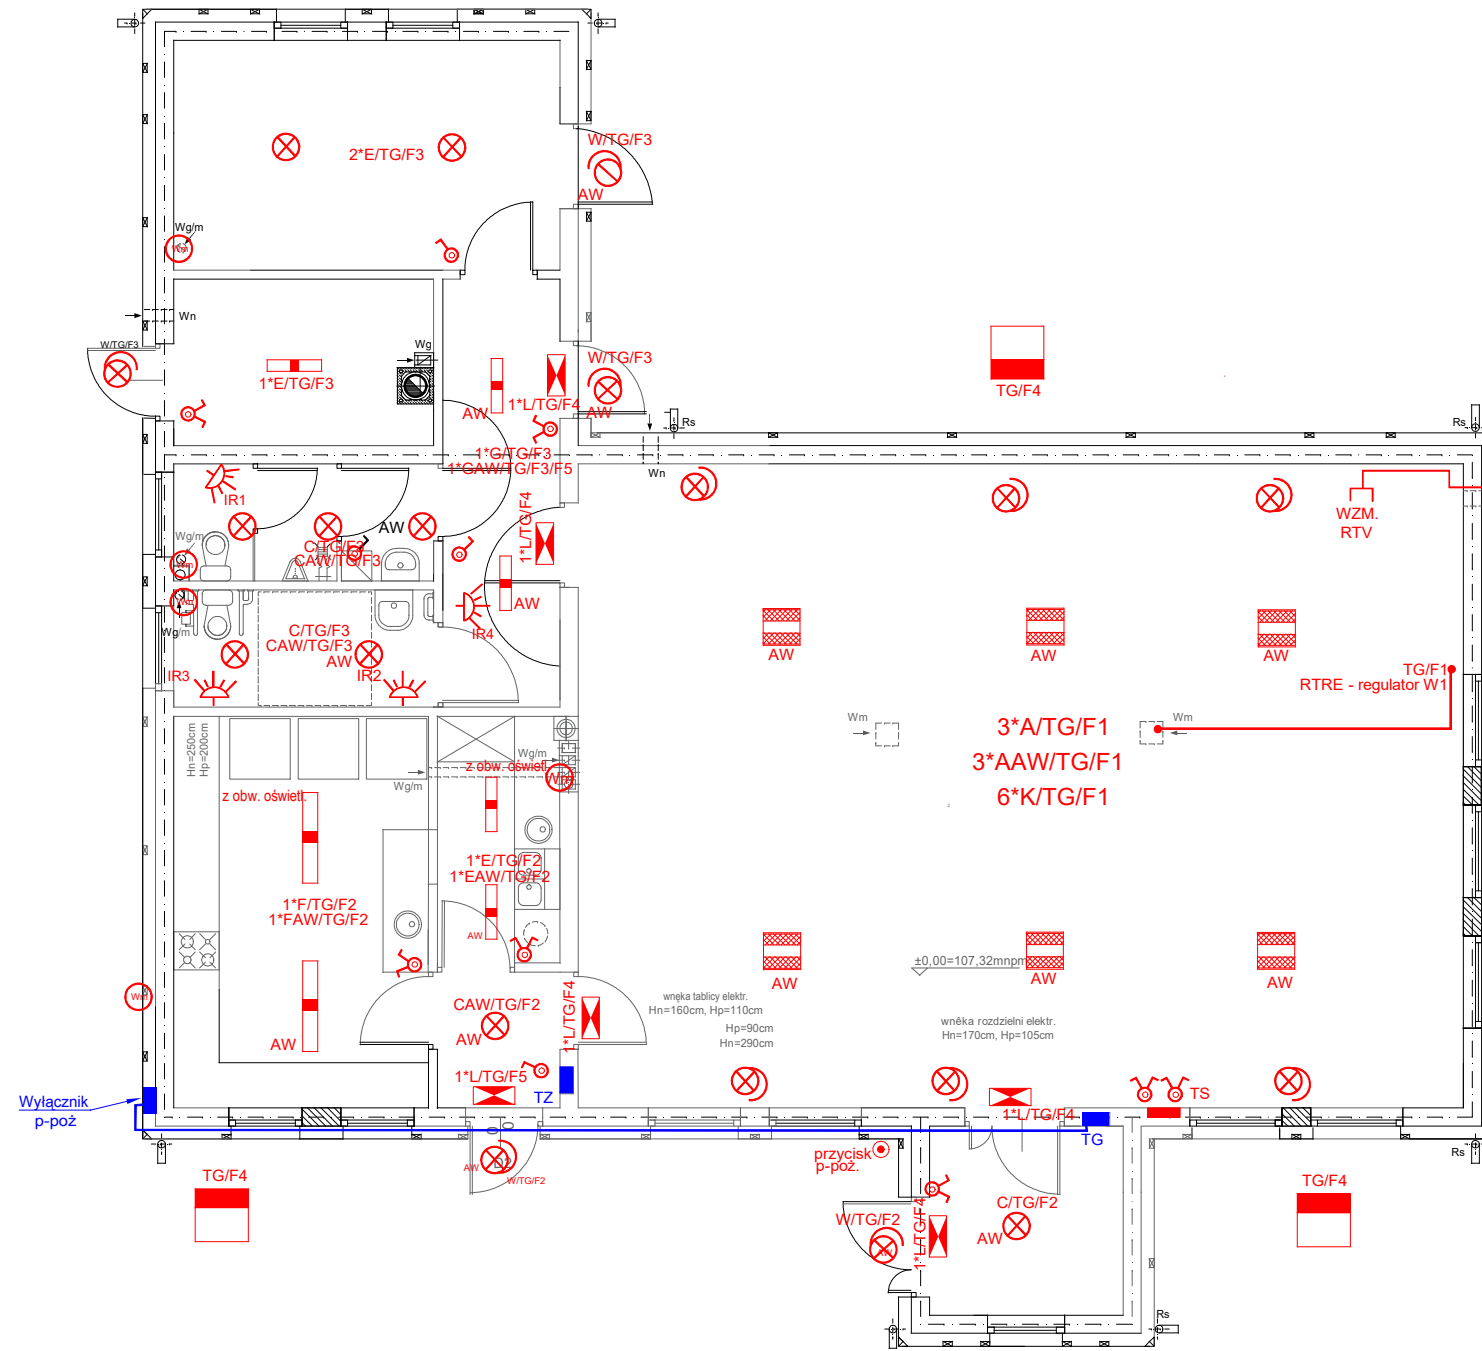 W/TG/F3
2*E/TG/F3
AW
Wg/m
Wm
Wn
W/TG/F3
Wg
1*E/TG/F3
AW
1*L/TG/F4
W/TG/F3
AW
TG/F4
Rs
Rs
1*G/TG/F3
1*GAW/TG/F3/F5
Wn
IR1
AW
1*L/TG/F4
WZM.
RTV
Wg/m
C/TG/F3
CAW/TG/F3
Wm
Wm
AW
Wg/m
C/TG/F3
CAW/TG/F3
AW
IR4
IR3
IR2
AW
AW
AW
TG/F1
RTRE - regulator W1
Hn=250cm
Hp=200cm
Wm
Wm
3*A/TG/F1
3*AAW/TG/F1
6*K/TG/F1
Wg/m
z obw. oświetl.
Wm
Wg/m
z obw. oświetl.
1*E/TG/F2
1*EAW/TG/F2
1*F/TG/F2
1*FAW/TG/F2
AW
±0,00=107,32mnpm
AW
AW
AW
Wm
wnęka tablicy elektr.
Hn=160cm, Hp=110cm
Hp=90cm
Hn=290cm
wnêka rozdzielni elektr.
Hn=170cm, Hp=105cm
CAW/TG/F2
AW
1*L/TG/F4
AW
1*L/TG/F5
TZ
TS
Wyłącznik
p-poż
1*L/TG/F4
TG
TG/F4
AW
D2
W/TG/F2
przycisk
p-poż.
Rs
TG/F4
W/TG/F2
AW
1*L/TG/F4
C/TG/F2
AW
Rs